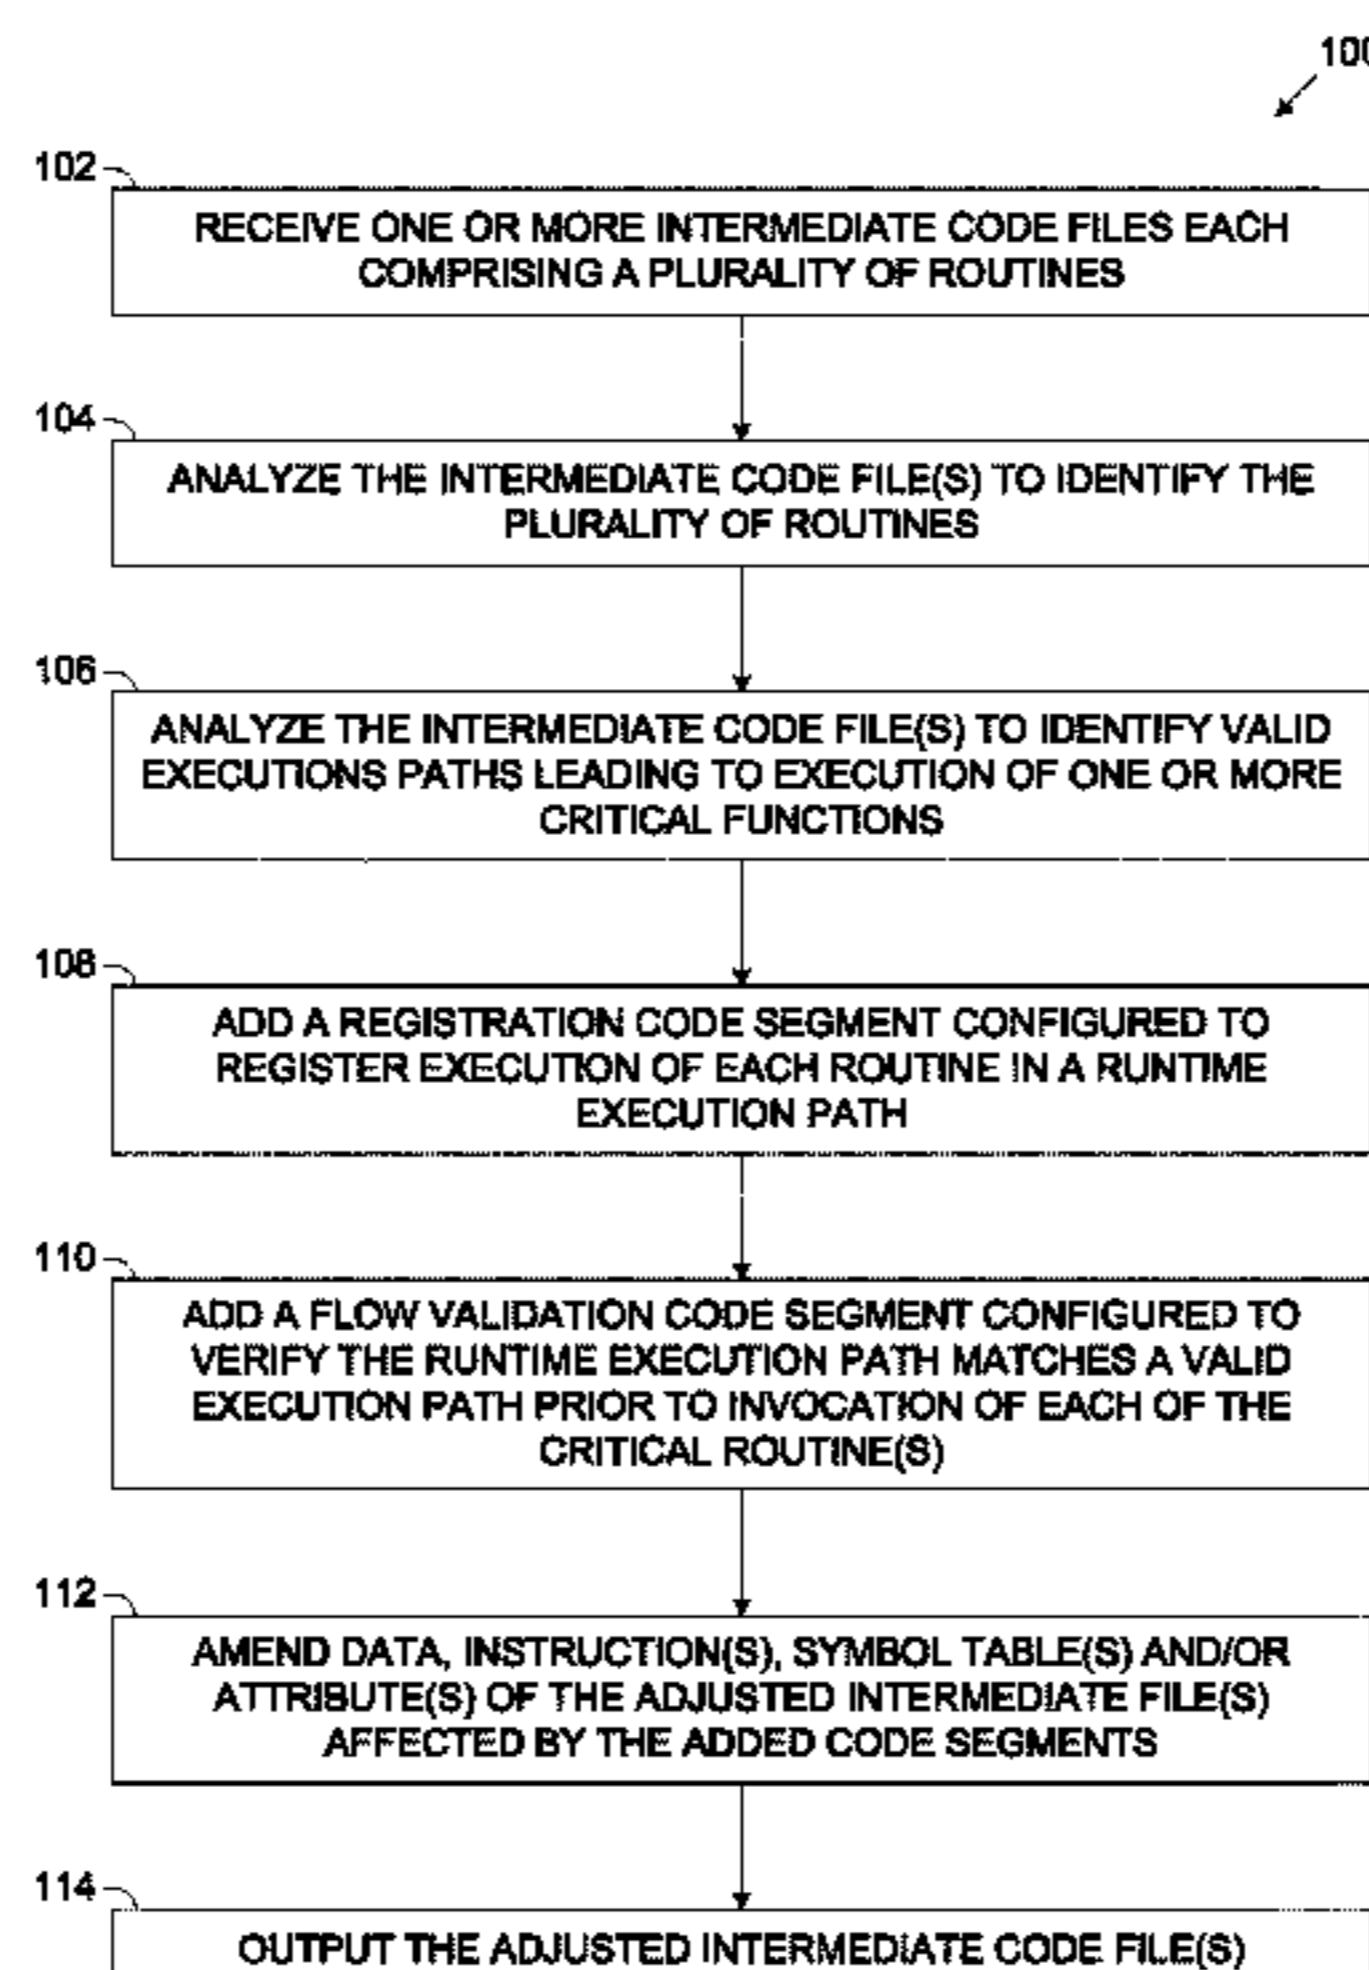 100
102
RECEIVE ONE OR MORE INTERMEDIATE CODE FILES EACH
COMPRISING A PLURALITY OF ROUTINES
104
ANALYZE THE INTERMEDIATE CODE FILE(S) TO IDENTIFY THE
PLURALITY OF ROUTINES
106
ANALYZE THE INTERMEDIATE CODE FILE(S) TO IDENTIFY VALID
EXECUTIONS PATHS LEADING TO EXECUTION OF ONE OR MORE
CRITICAL FUNCTIONS
108
ADD A REGISTRATION CODE SEGMENT CONFIGURED TO
REGISTER EXECUTION OF EACH ROUTINE IN A RUNTIME
EXECUTION PATH
110
ADD A FLOW VALIDATION CODE SEGMENT CONFIGURED TO
VERIFY THE RUNTIME EXECUTION PATH MATCHES A VALID
EXECUTION PATH PRIOR TO INVOCATION OF EACH OF THE
CRITICAL ROUTINE(S)
112
AMEND DATA, INSTRUCTION(S), SYMBOL TABLE(S) AND/OR
ATTRIBUTE(S) OF THE ADJUSTED INTERMEDIATE FILE(S)
AFFECTED BY THE ADDED CODE SEGMENTS
114
OUTPUT THE ADJUSTED INTERMEDIATE CODE FILE(S)